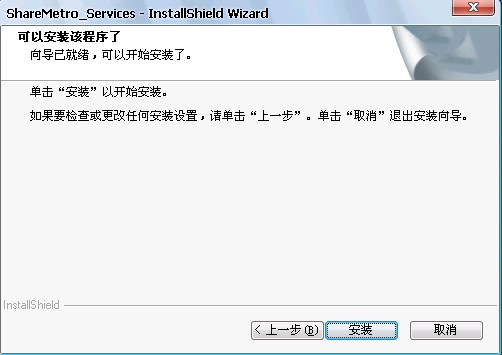 ShareMetro_Services - InstallShield Wizard
可以安装该程序了
向导已就绪，可以开始安装了。
单击“安装”以开始安装。
如果要检查或更改任何安装设置，请单击“上一步”。单击“取消”退出安装向导。
InstallShield
< 上一步(B) 安装 取消